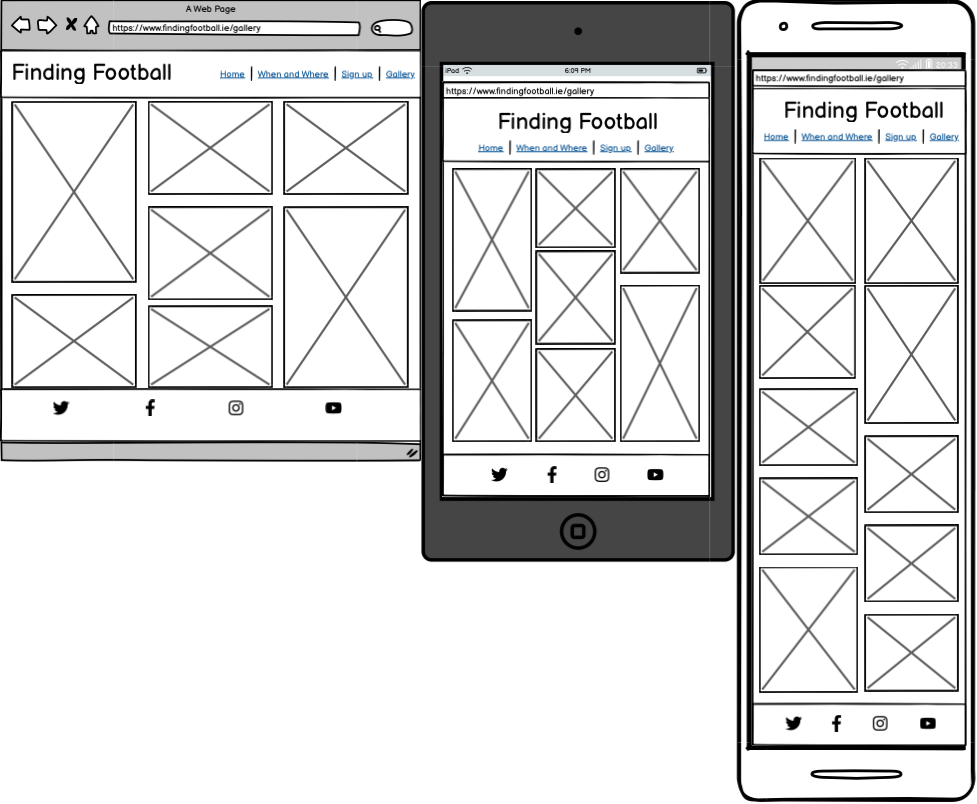 A Web Page
https://www.findingfootball.ie/gallery
Finding Football
Home | When and Where | Sign up | Gallery
iPod 6:09 PM
https://www.findingfootball.ie/gallery
Finding Football
Home | When and Where | Sign up | Gallery
20:33
https://www.findingfootball.ie/gallery
Finding Football
Home | When and Where | Sign up | Gallery